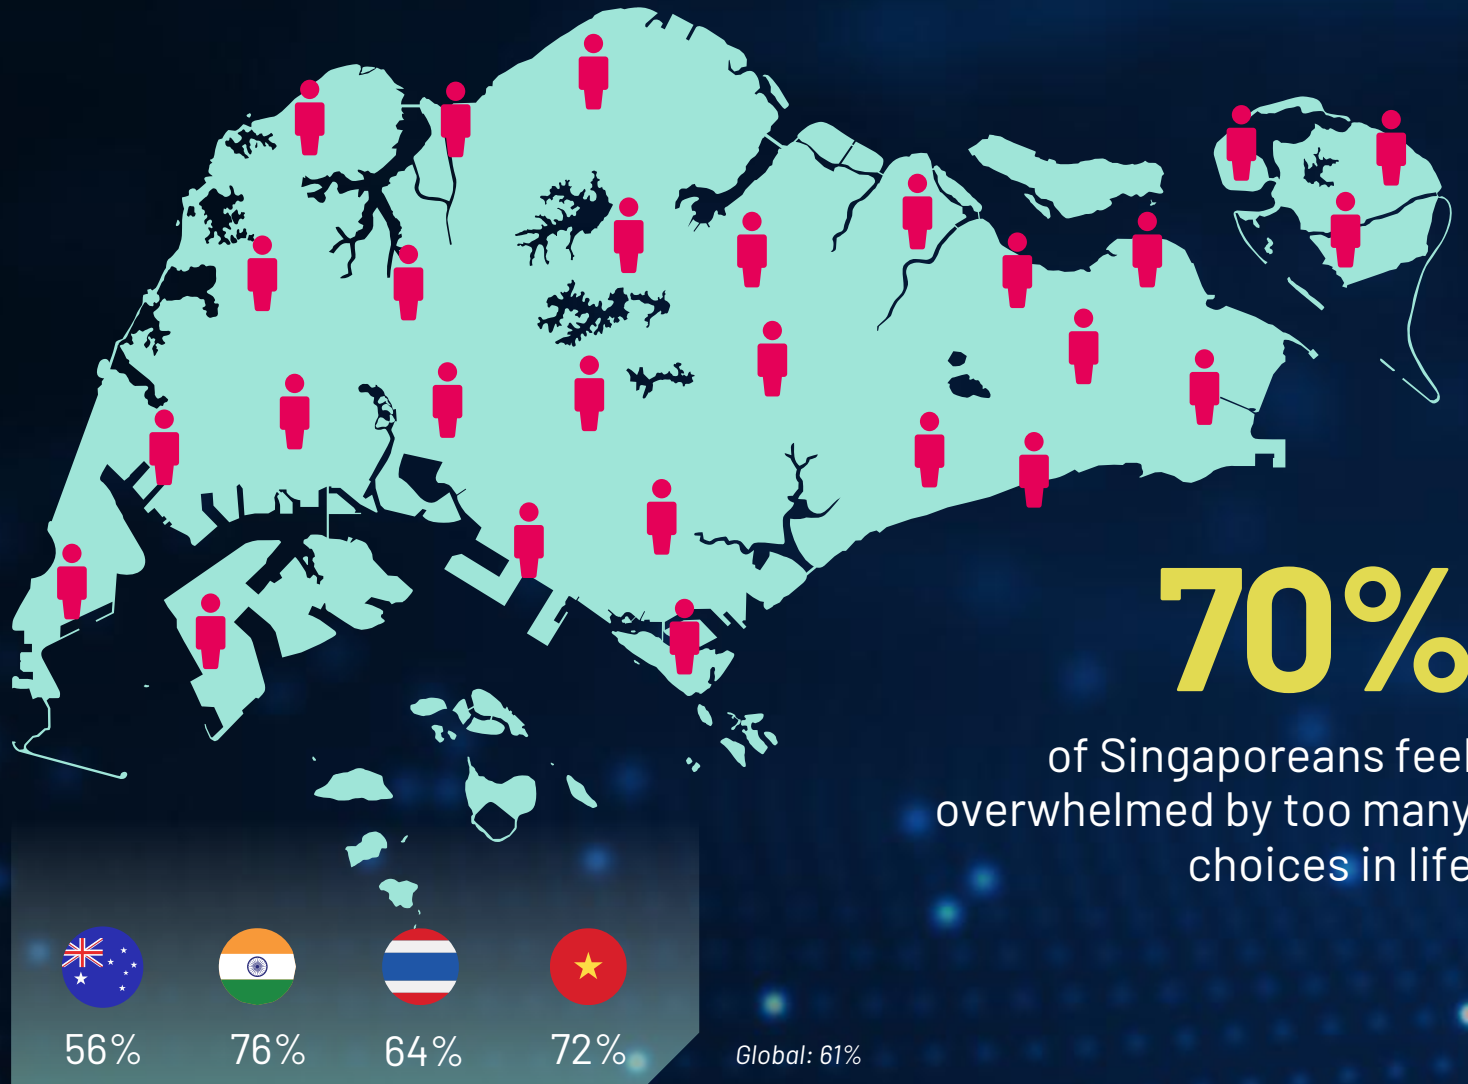 70%
of Singaporeans feel
overwhelmed by too many
choices in life
56% 76% 64% 72%
Global: 61%